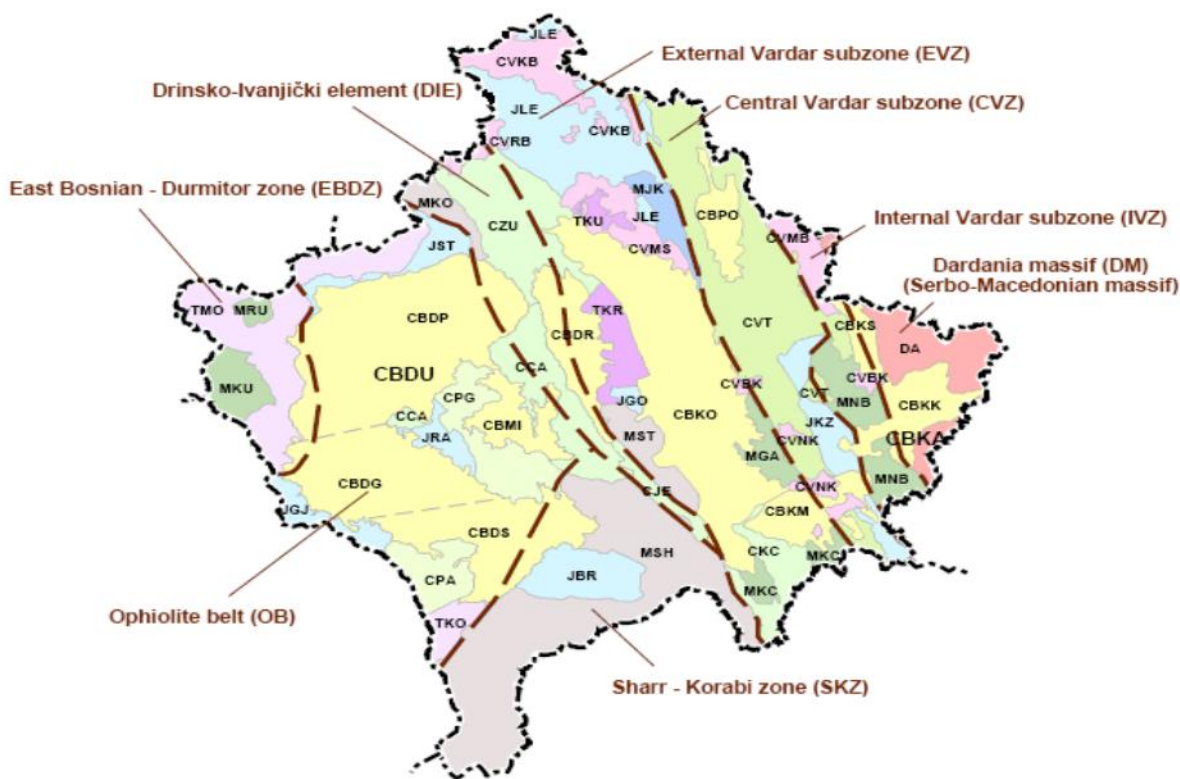 JLE
External Vardar subzone (EVZ)
CVKB
Drinsko-Ivanjički element (DIE)
JLE
Central Vardar subzone (CVZ)
CVKB
CVRB
East Bosnian - Durmitor zone (EBDZ)
MKO
MJK
CBPO
Internal Vardar subzone (IVZ)
TKU
JLE
CZU
CVMB
JST
CVMS
Dardania massif (DM)
(Serbo-Macedonian massif)
TMO
MRU
TKR
CBDP
CVT
CBKS
DA
CBDR
CCA
CBDU
MKU
CVBK
CVBK
CPG
CVT
MNB
CBKK
JGO
CBKO
CCA
CBMI
JKZ
CBKA
JRA
MST
CVNK
MGA
MNB
CBDG
CJE
CVNK
JGJ
CBKM
CBDS
MSH
CKC
MKC
CPA
JBR
MKC
Ophiolite belt (OB)
TKO
Sharr - Korabi zone (SKZ)